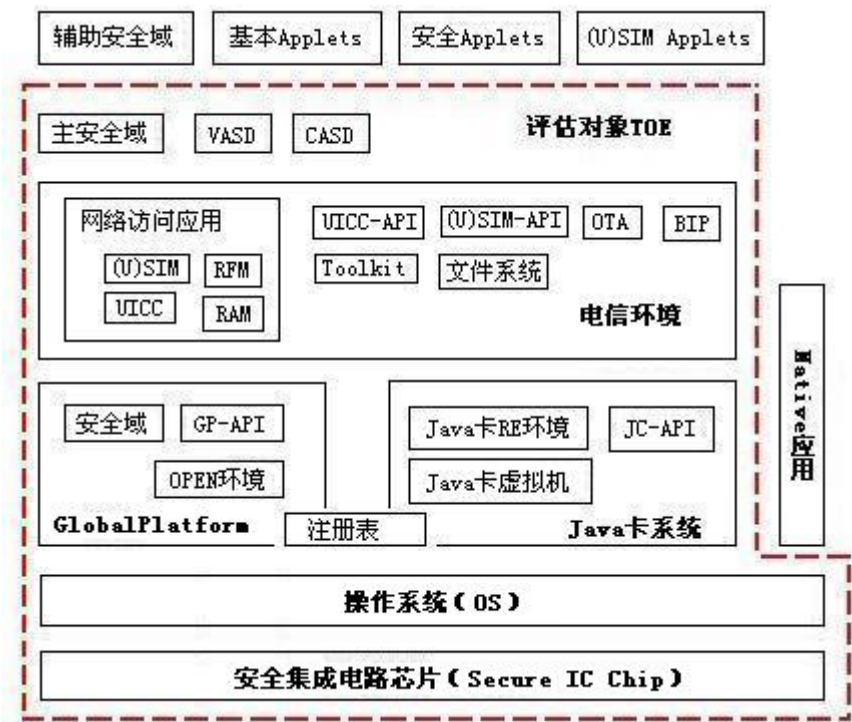 辅助安全域 基本Applets 安全Applets (U)SIM Applets
主安全域 VASD CASD 评估对象TOE
网络访问应用 UICC-API (U)SIM-API OTA BIP
(U)SIM RFM Toolkit 文件系统
UICC RAM 电信环境
Native应用
安全域 GP-API Java卡RE环境 JC-API
OPEN环境 Java卡虚拟机
GlobalPlatform 注册表 Java卡系统
操作系统(OS)
安全集成电路芯片(Secure IC Chip)